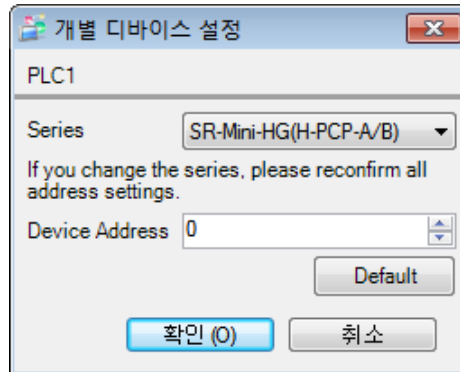 개별 디바이스 설정
PLC1
Series SR-Mini-HG(H-PCP-A/B)
If you change the series, please reconfirm all
address settings.
Device Address 0
Default
확인 (O) 취소